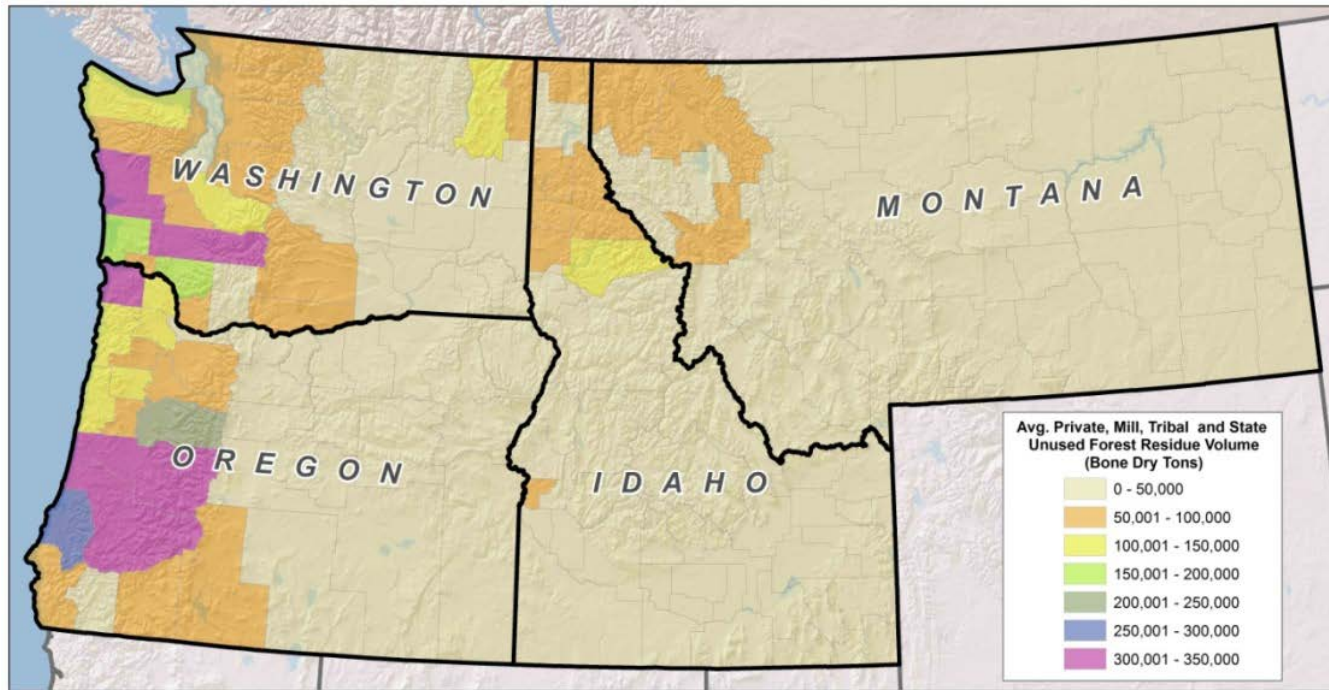 WASHINGTON
MONTANA
OREGON
IDAHO
Avg. Private, Mill, Tribal and State
Unused Forest Residue Volume
(Bone Dry Tons)
0 - 50,000
50,001 - 100,000
100,001 - 150,000
150,001 - 200,000
200,001 - 250,000
250,001 - 300,000
300,001 - 350,000